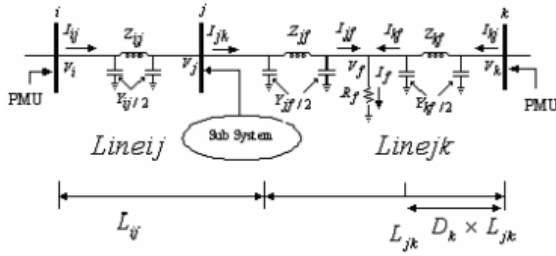 i j k
I_ij Z_ij I_jk Z_jf I_jf I_kf Z_kf I_kj
v_i v_j v_f I_f v_k
PMU Y_ij/2 Y_jf/2 R_f Y_kf/2 PMU
Sub System
Lineij Linejk
L_ij L_jk D_k × L_jk